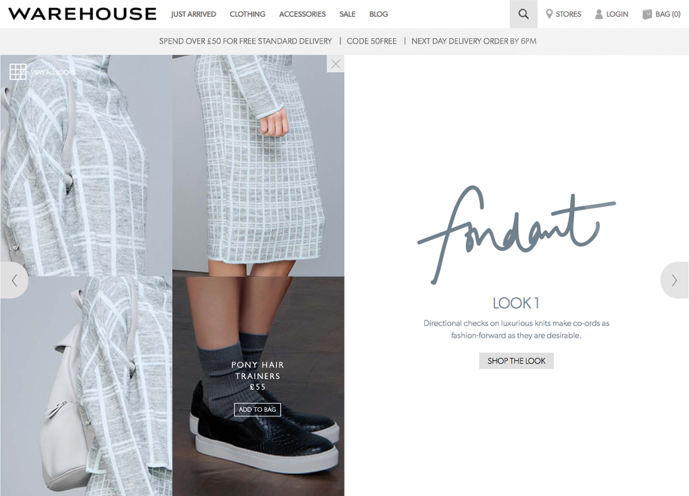 WAREHOUSE
JUST ARRIVED CLOTHING ACCESSORIES SALE BLOG
STORES LOGIN BAG (0)
SPEND OVER £50 FOR FREE STANDARD DELIVERY | CODE 50FREE | NEXT DAY DELIVERY ORDER BY 6PM
fondant
LOOK 1
Directional checks on luxurious knits make co-ords as
fashion-forward as they are desirable.
SHOP THE LOOK
PONY HAIR
TRAINERS
£55
ADD TO BAG